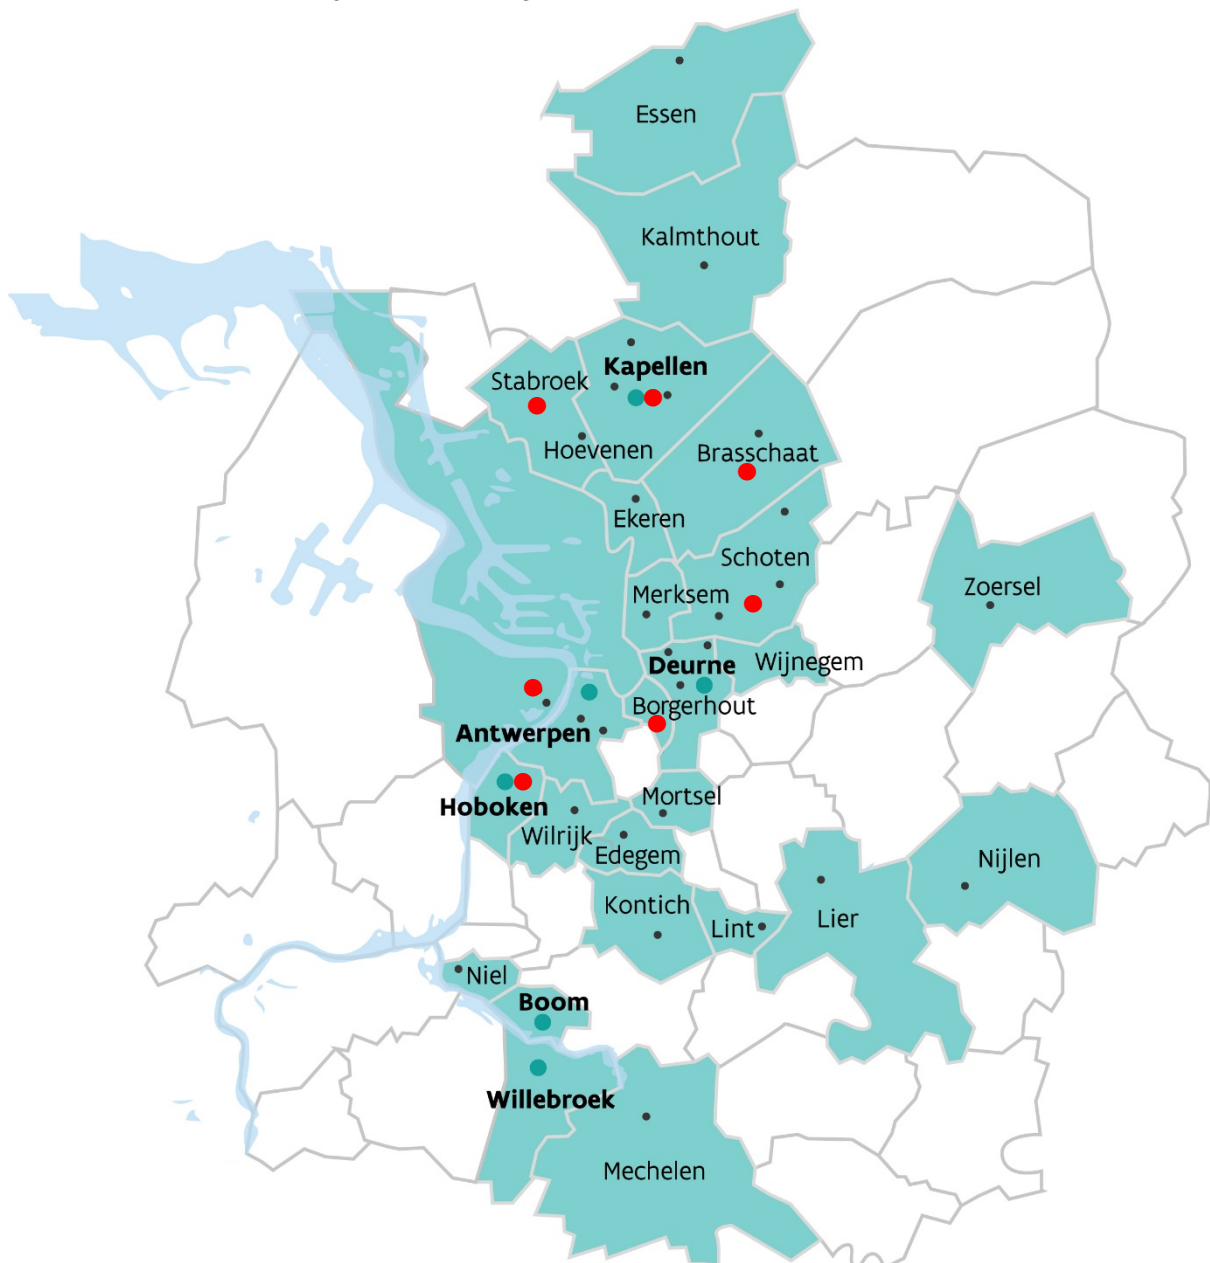 Essen
Kalmthout
Kapellen
Stabroek
Hoevenen
Brasschaat
Ekeren
Schoten
Merksem
Zoersel
Deurne
Wijnegem
Borgerhout
Antwerpen
Hoboken
Mortsel
Wilrijk
Edegem
Nijlen
Kontich
Lint
Lier
Niel
Boom
Willebroek
Mechelen